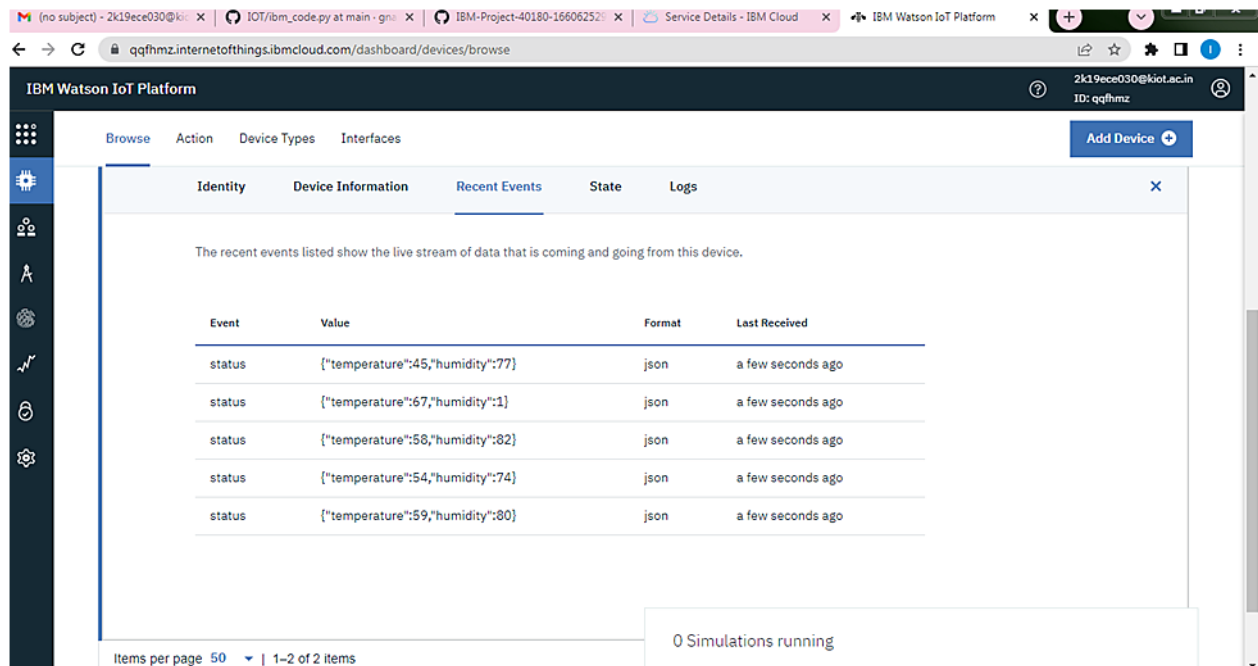 (no subject) - 2k19ece030@kio
IOT/ibm_code.py at main · gna
IBM-Project-40180-16606252
Service Details - IBM Cloud
IBM Watson IoT Platform
qqfhmz.internetofthings.ibmcloud.com/dashboard/devices/browse
I
IBM Watson IoT Platform
2k19ece030@kiot.ac.in
ID: qqfhmz
Browse Action Device Types Interfaces
Add Device
Identity Device Information Recent Events State Logs
The recent events listed show the live stream of data that is coming and going from this device.
Event Value Format Last Received
status {"temperature":45,"humidity":77} json a few seconds ago
status {"temperature":67,"humidity":1} json a few seconds ago
status {"temperature":58,"humidity":82} json a few seconds ago
status {"temperature":54,"humidity":74} json a few seconds ago
status {"temperature":59,"humidity":80} json a few seconds ago
0 Simulations running
Items per page 50 | 1–2 of 2 items